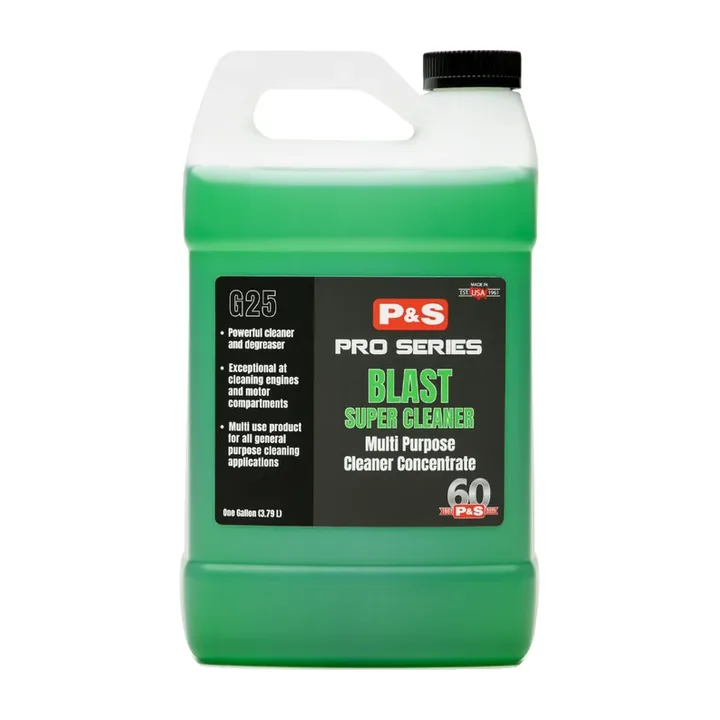 G25
• Powerful cleaner
and degreaser
• Exceptional at
cleaning engines
and motor
compartments
• Multi use product
for all general
purpose cleaning
applications
One Gallon (3.79 L)
MADE IN
EST. USA 1961
P&S
PRO SERIES
BLAST
SUPER CLEANER
Multi Purpose
Cleaner Concentrate
60
P&S